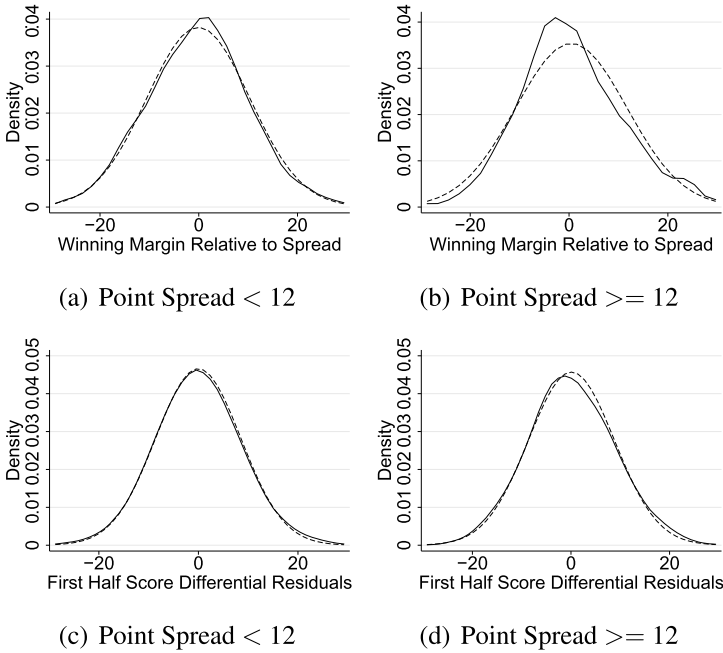 Density
0 0.01 0.02 0.03 0.04
−20 0 20
Winning Margin Relative to Spread
(a) Point Spread < 12
Density
0 0.01 0.02 0.03 0.04
−20 0 20
Winning Margin Relative to Spread
(b) Point Spread >= 12
Density
0 0.01 0.02 0.03 0.04 0.05
−20 0 20
First Half Score Differential Residuals
(c) Point Spread < 12
Density
0 0.01 0.02 0.03 0.04 0.05
−20 0 20
First Half Score Differential Residuals
(d) Point Spread >= 12